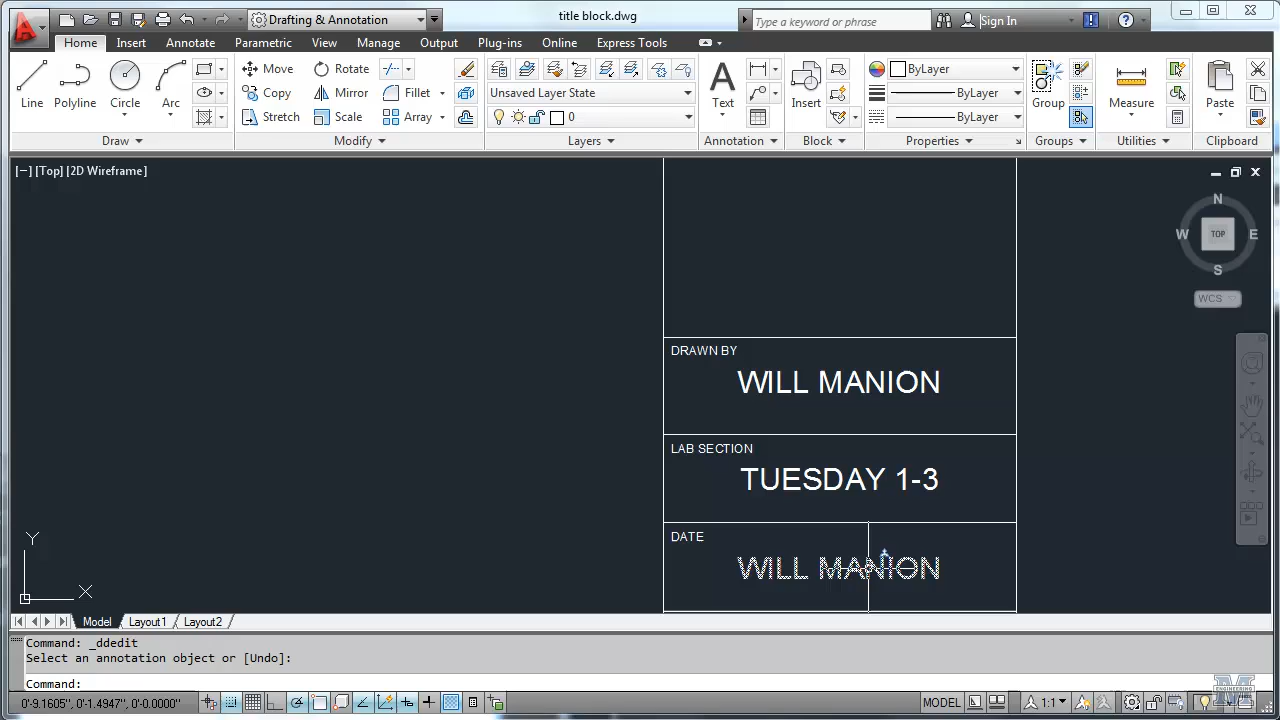 title block.dwg
Drafting & Annotation
Type a keyword or phrase
Sign In
Home Insert Annotate Parametric View Manage Output Plug-ins Online Express Tools
Line Polyline Circle Arc
Move Rotate
Copy Mirror Fillet
Stretch Scale Array
Unsaved Layer State
0
Text
Insert
ByLayer
ByLayer
ByLayer
Group
Measure
Paste
Draw Modify Layers Annotation Block Properties Groups Utilities Clipboard
[−] [Top] [2D Wireframe]
N
W TOP E
S
WCS
DRAWN BY
WILL MANION
LAB SECTION
TUESDAY 1-3
DATE
WILL MANION
Y
X
Model Layout1 Layout2
Command: _ddedit
Select an annotation object or [Undo]:
Command:
0'-9.1605", 0'-1.4947", 0'-0.0000"
MODEL
1:1
M
ENGINEERING